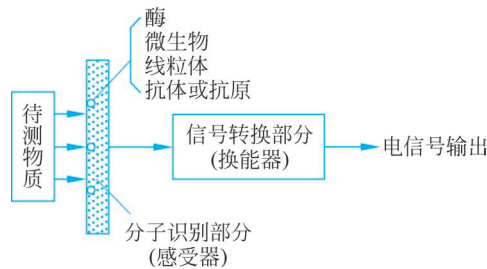 酶
微生物
线粒体
抗体或抗原
待测物质
信号转换部分
(换能器)
电信号输出
分子识别部分
(感受器)